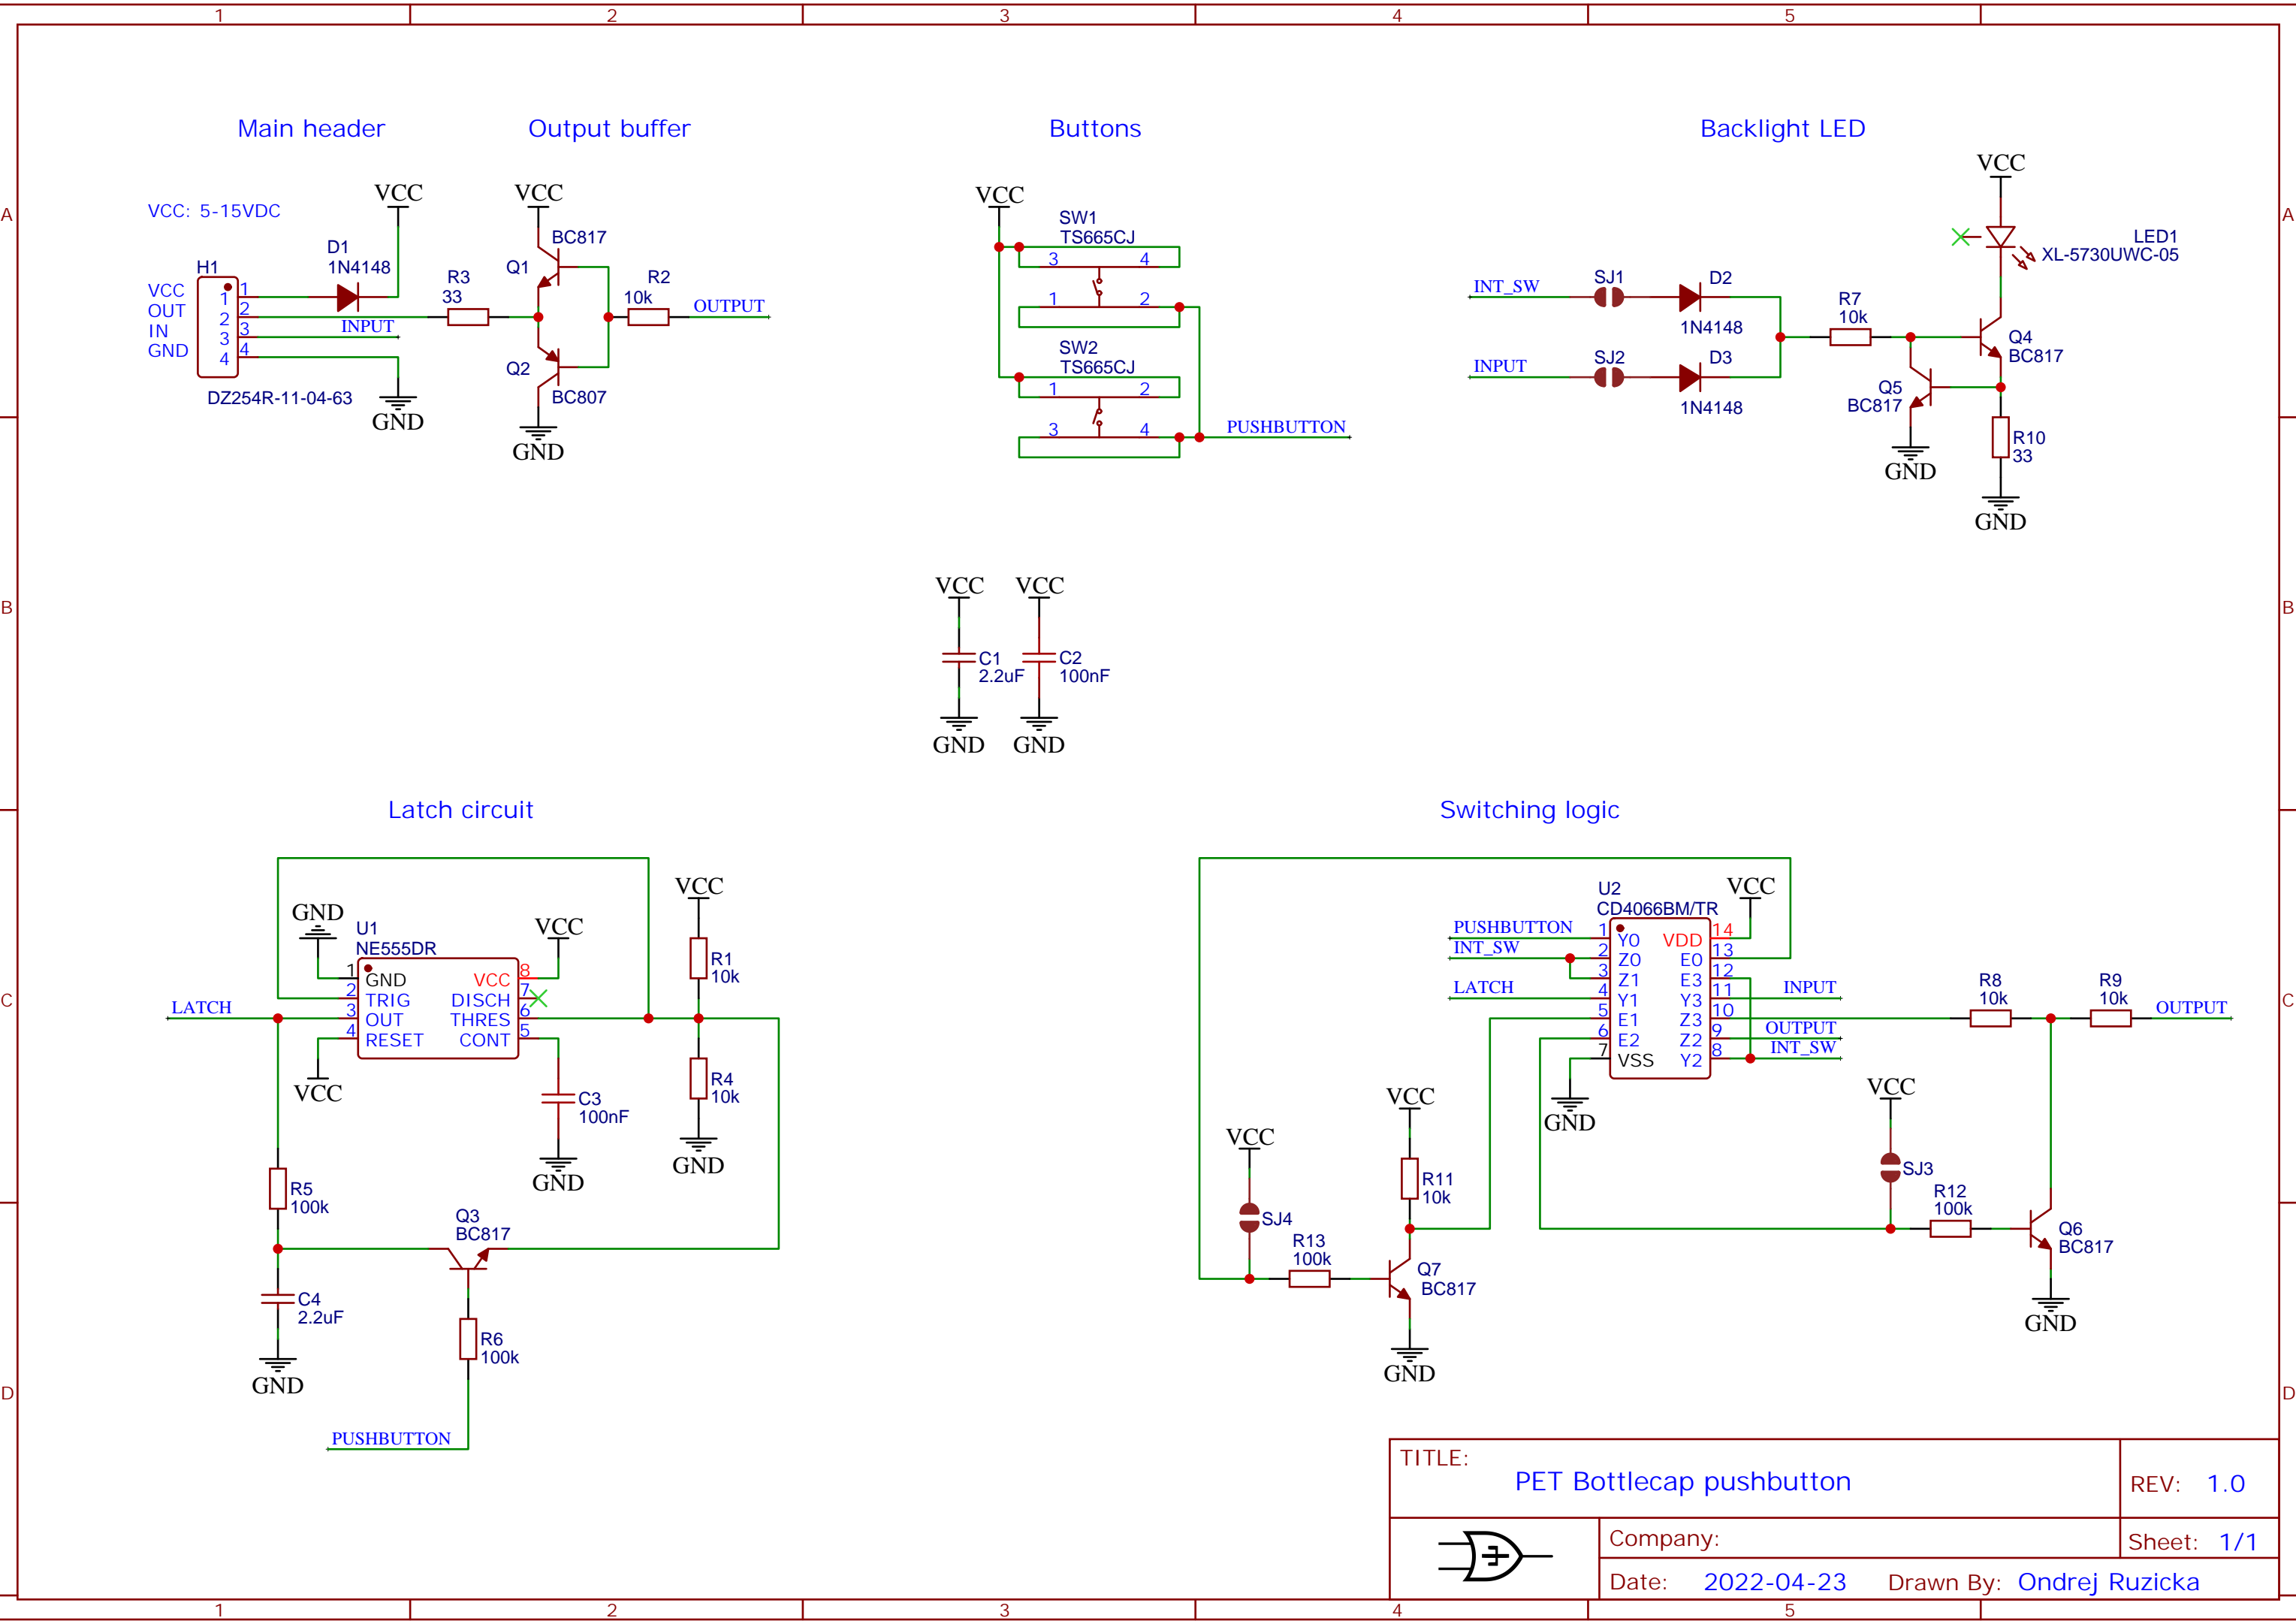 1 2 3 4 5
Main header
Output buffer
Buttons
Backlight LED
A
A
VCC: 5-15VDC
VCC
D1
1N4148
H1
VCC
OUT
IN
GND
1
2
3
4
1
2
3
4
INPUT
DZ254R-11-04-63
GND
R3
33
VCC
BC817
Q1
Q2
BC807
GND
R2
10k
OUTPUT
VCC
SW1
TS665CJ
3 4
1 2
SW2
TS665CJ
1 2
3 4
PUSHBUTTON
INT_SW
SJ1
D2
1N4148
INPUT
SJ2
D3
1N4148
R7
10k
VCC
LED1
XL-5730UWC-05
Q4
BC817
Q5
BC817
GND
R10
33
GND
B
B
VCC
C1
2.2uF
GND
VCC
C2
100nF
GND
Latch circuit
Switching logic
C
C
GND
U1
NE555DR
VCC
1 GND
2 TRIG
3 OUT
4 RESET
VCC 8
DISCH 7
THRES 6
CONT 5
LATCH
VCC
C3
100nF
GND
VCC
R1
10k
R4
10k
GND
R5
100k
Q3
BC817
C4
2.2uF
GND
R6
100k
PUSHBUTTON
U2
CD4066BM/TR
VCC
PUSHBUTTON
INT_SW
LATCH
1 Y0
2 Z0
3 Z1
4 Y1
5 E1
6 E2
7 VSS
VDD 14
E0 13
E3 12
Y3 11
Z3 10
Z2 9
Y2 8
INPUT
OUTPUT
INT_SW
GND
R8
10k
R9
10k
OUTPUT
VCC
SJ4
R13
100k
VCC
R11
10k
Q7
BC817
GND
VCC
SJ3
R12
100k
Q6
BC817
GND
D
D
TITLE:
PET Bottlecap pushbutton
REV: 1.0
Company:
Sheet: 1/1
Date: 2022-04-23 Drawn By: Ondrej Ruzicka
1 2 3 4 5